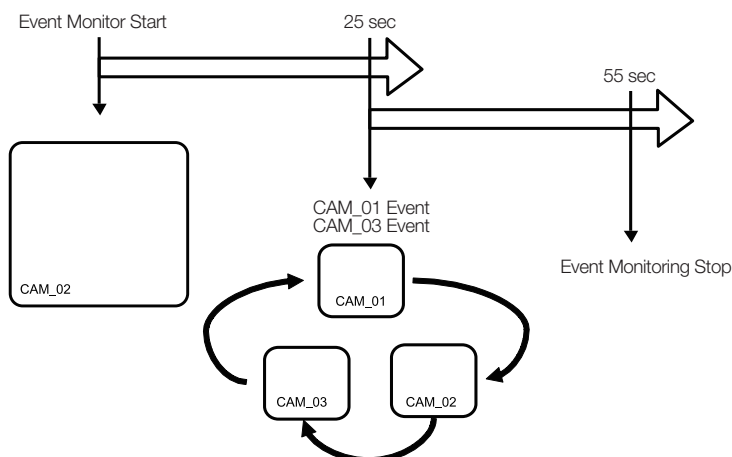 Event Monitor Start
25 sec
55 sec
CAM_02
CAM_01 Event
CAM_03 Event
Event Monitoring Stop
CAM_01
CAM_03
CAM_02